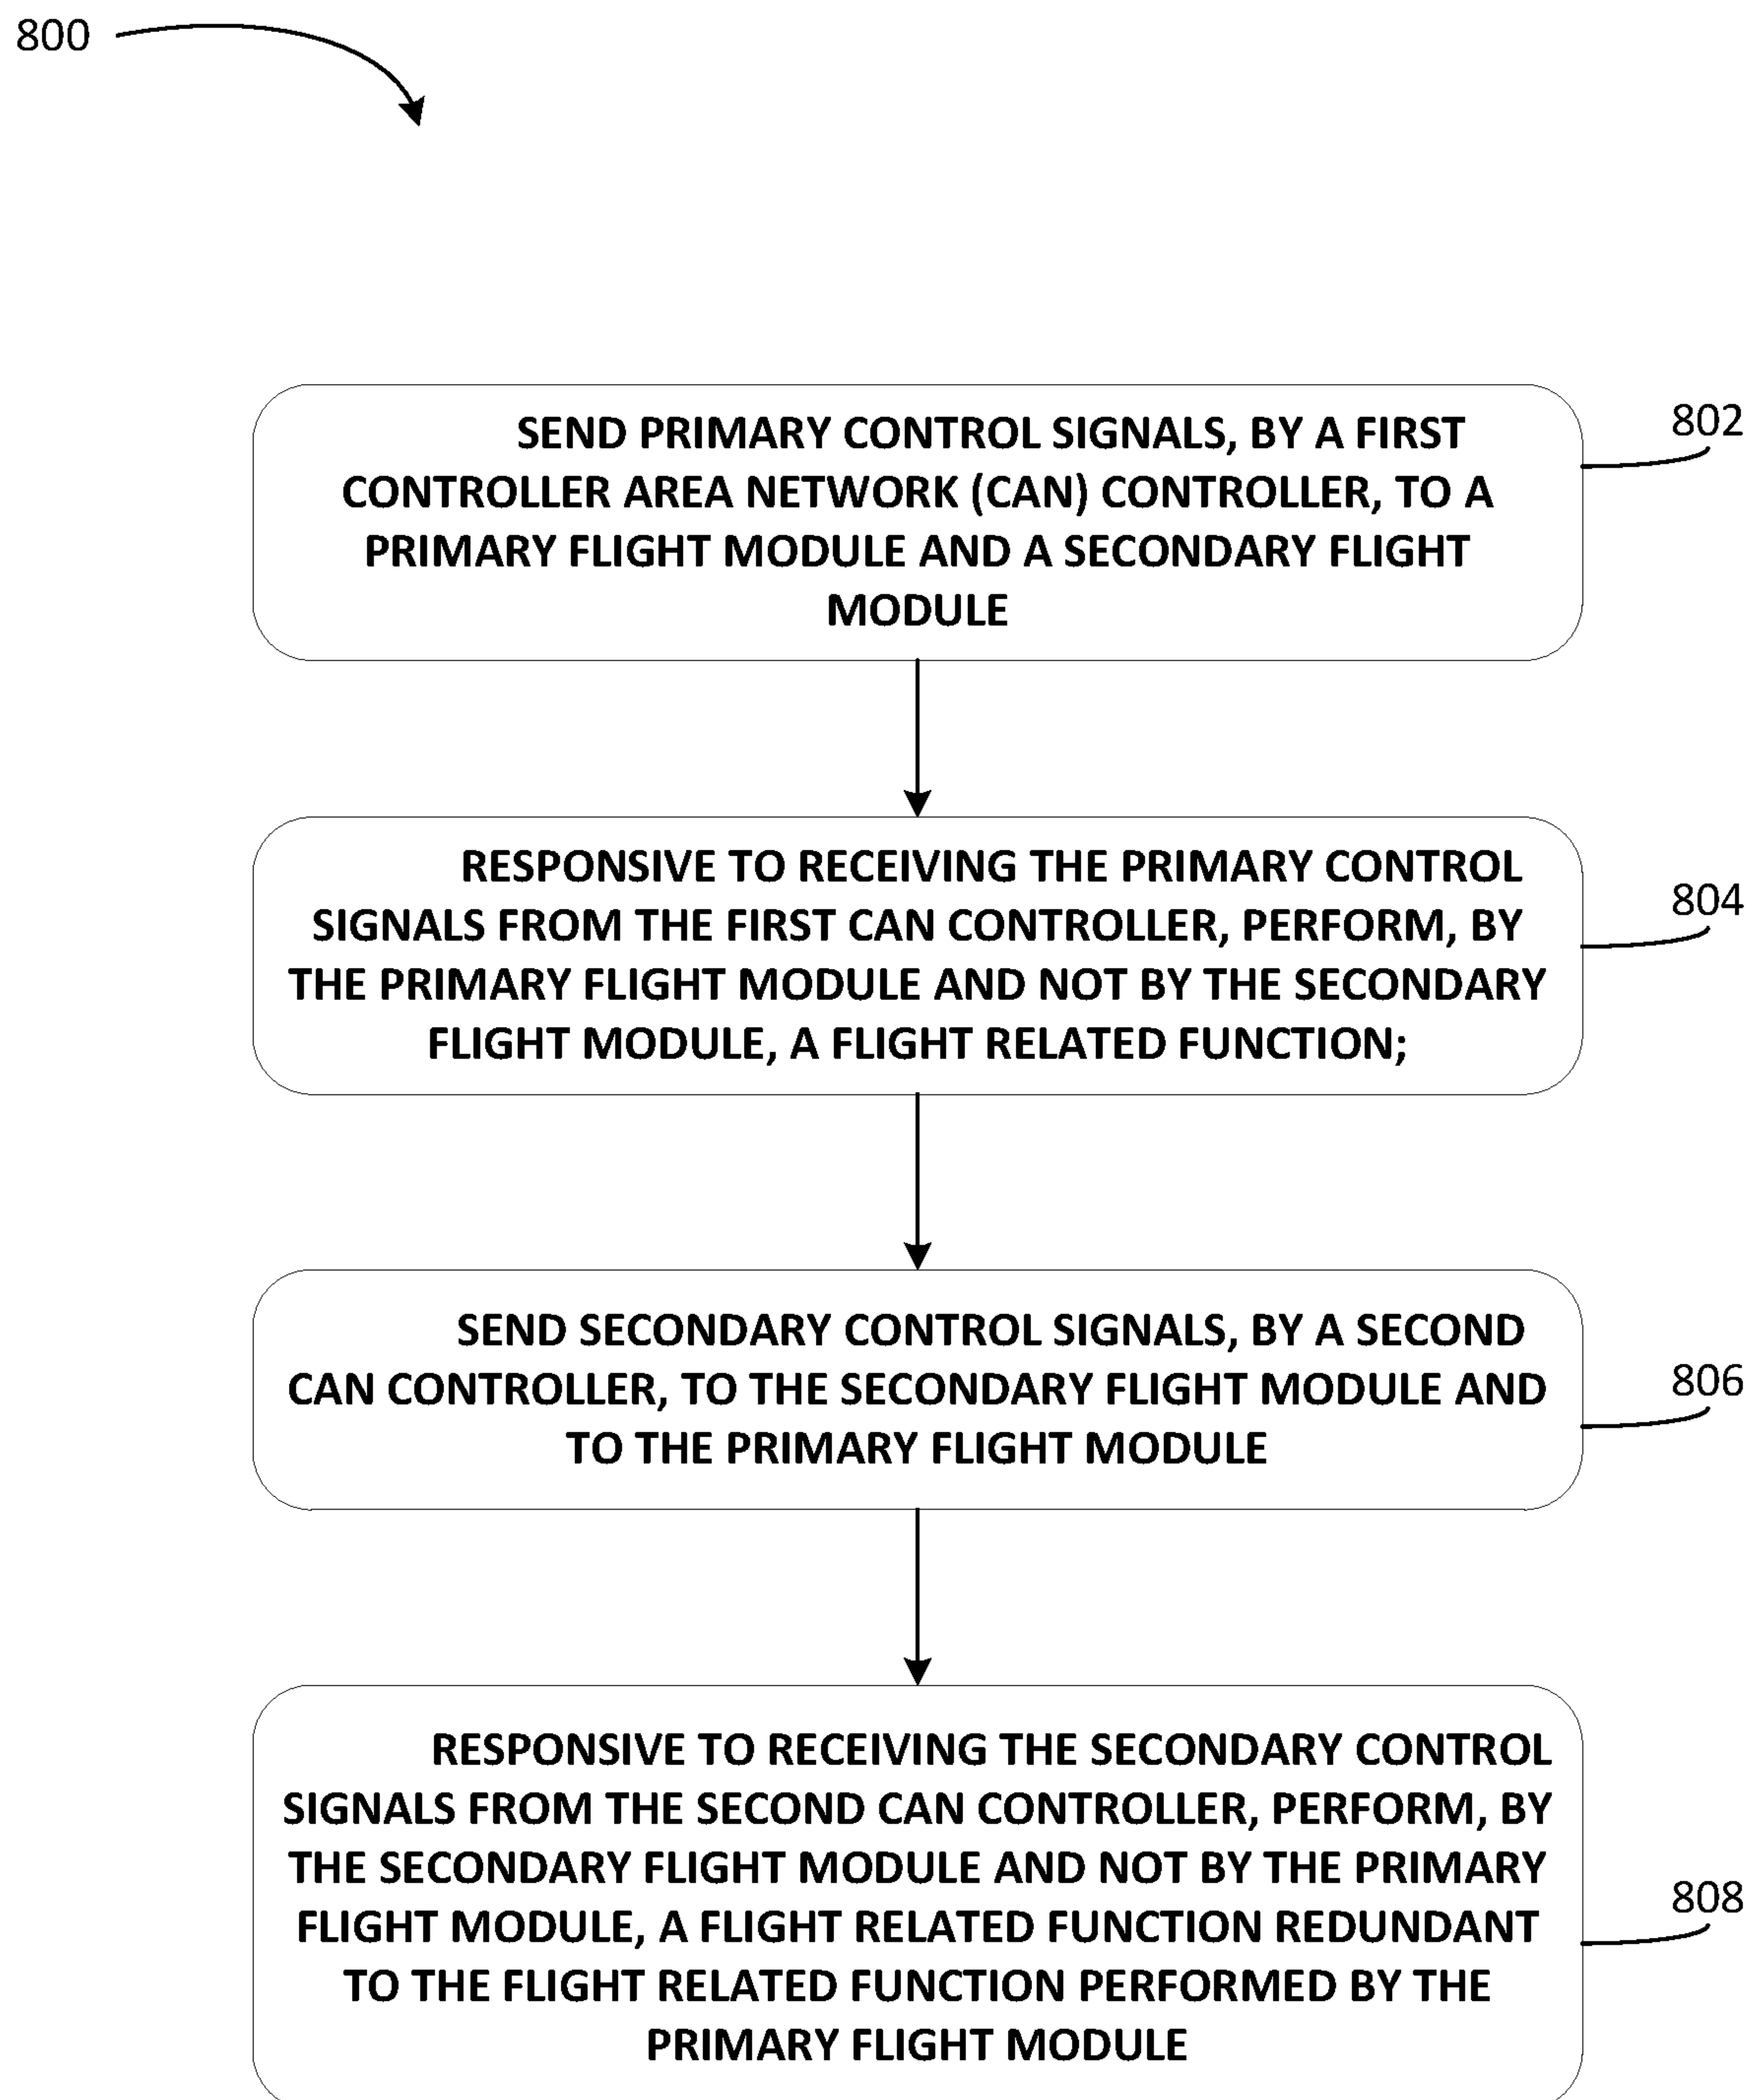 800
SEND PRIMARY CONTROL SIGNALS, BY A FIRST
CONTROLLER AREA NETWORK (CAN) CONTROLLER, TO A
PRIMARY FLIGHT MODULE AND A SECONDARY FLIGHT
MODULE
802
RESPONSIVE TO RECEIVING THE PRIMARY CONTROL
SIGNALS FROM THE FIRST CAN CONTROLLER, PERFORM, BY
THE PRIMARY FLIGHT MODULE AND NOT BY THE SECONDARY
FLIGHT MODULE, A FLIGHT RELATED FUNCTION;
804
SEND SECONDARY CONTROL SIGNALS, BY A SECOND
CAN CONTROLLER, TO THE SECONDARY FLIGHT MODULE AND
TO THE PRIMARY FLIGHT MODULE
806
RESPONSIVE TO RECEIVING THE SECONDARY CONTROL
SIGNALS FROM THE SECOND CAN CONTROLLER, PERFORM, BY
THE SECONDARY FLIGHT MODULE AND NOT BY THE PRIMARY
FLIGHT MODULE, A FLIGHT RELATED FUNCTION REDUNDANT
TO THE FLIGHT RELATED FUNCTION PERFORMED BY THE
PRIMARY FLIGHT MODULE
808